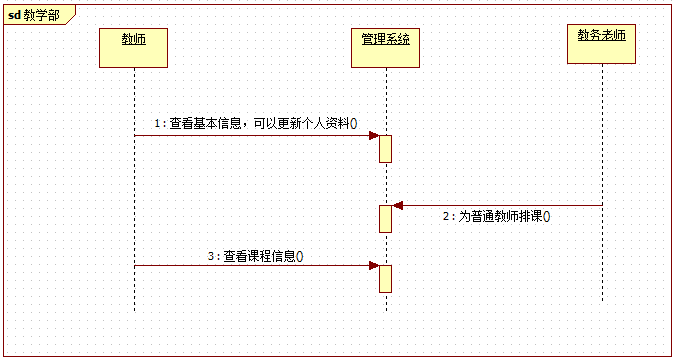 sd 教学部
教师
管理系统
教务老师
1 : 查看基本信息，可以更新个人资料()
2 : 为普通教师排课()
3 : 查看课程信息()